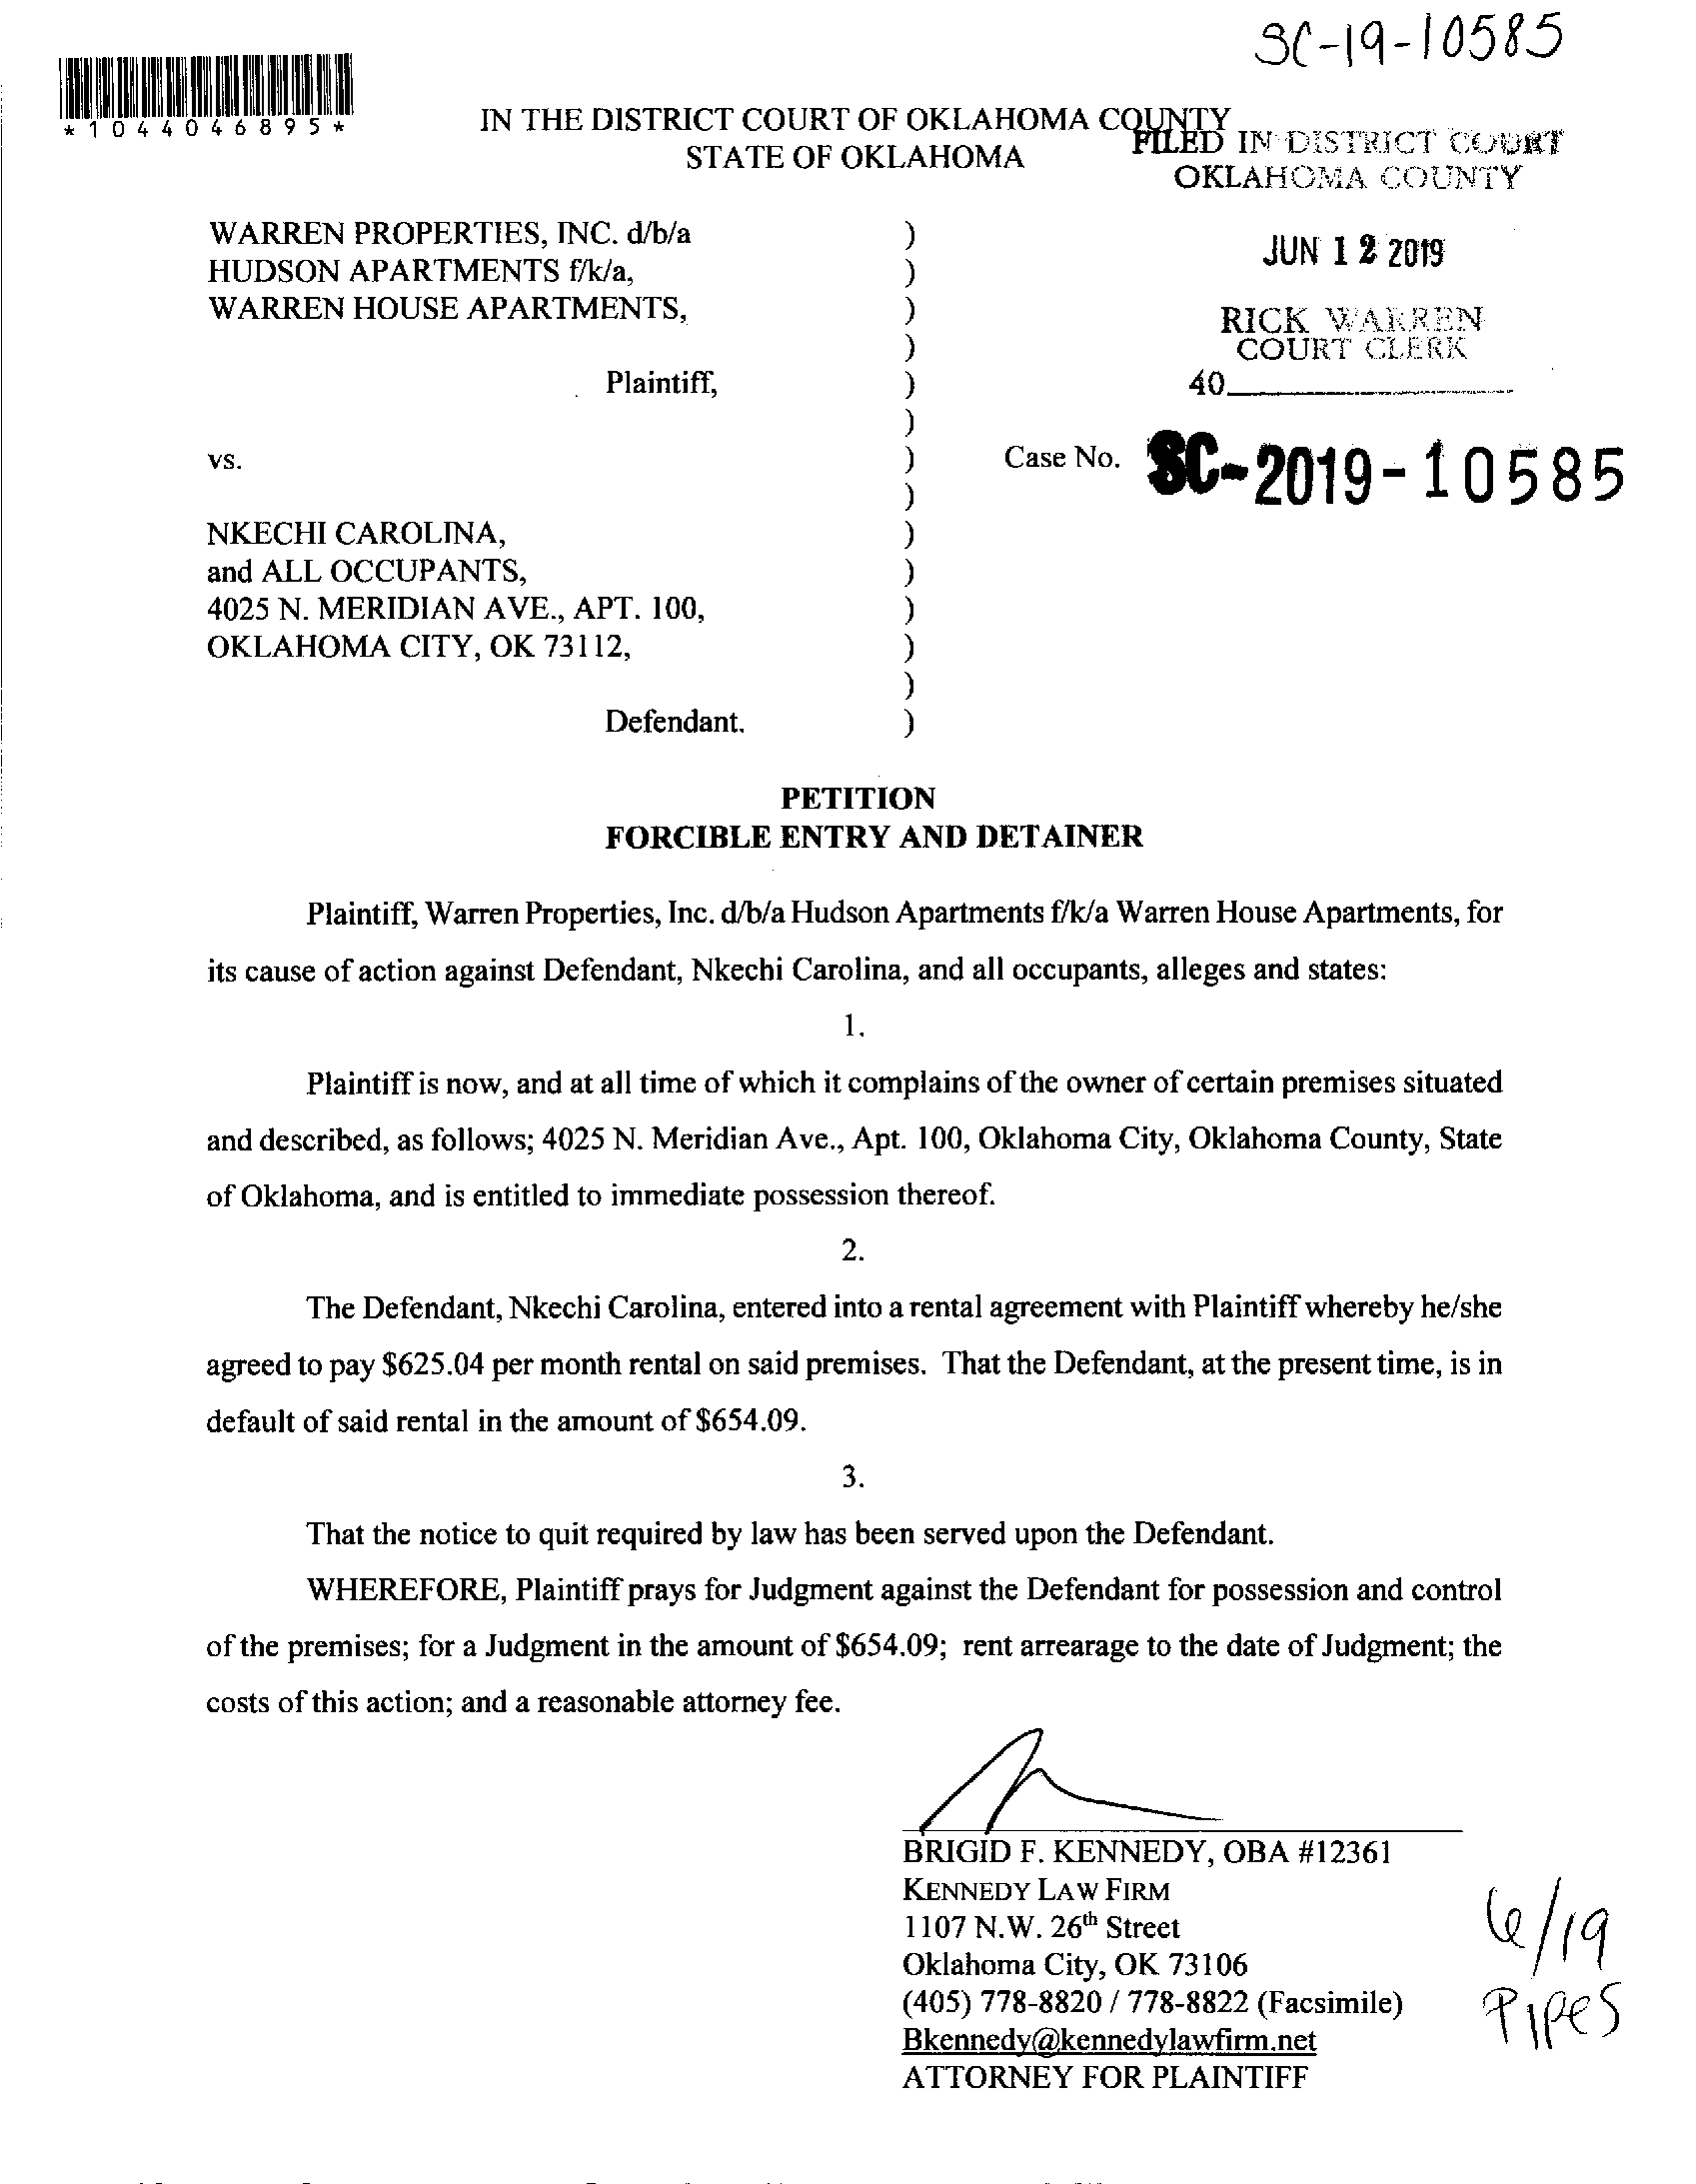 SC-19-10585
*1044046895*
IN THE DISTRICT COURT OF OKLAHOMA COUNTY
STATE OF OKLAHOMA
FILED IN DISTRICT COURT
OKLAHOMA COUNTY
JUN 12 2019
RICK WARREN
COURT CLERK
40
WARREN PROPERTIES, INC. d/b/a )
HUDSON APARTMENTS f/k/a, )
WARREN HOUSE APARTMENTS, )
)
Plaintiff, )
)
vs. ) Case No. SC-2019-10585
)
NKECHI CAROLINA, )
and ALL OCCUPANTS, )
4025 N. MERIDIAN AVE., APT. 100, )
OKLAHOMA CITY, OK 73112, )
)
Defendant. )
PETITION
FORCIBLE ENTRY AND DETAINER
Plaintiff, Warren Properties, Inc. d/b/a Hudson Apartments f/k/a Warren House Apartments, for
its cause of action against Defendant, Nkechi Carolina, and all occupants, alleges and states:
1.
Plaintiff is now, and at all time of which it complains of the owner of certain premises situated
and described, as follows; 4025 N. Meridian Ave., Apt. 100, Oklahoma City, Oklahoma County, State
of Oklahoma, and is entitled to immediate possession thereof.
2.
The Defendant, Nkechi Carolina, entered into a rental agreement with Plaintiff whereby he/she
agreed to pay $625.04 per month rental on said premises. That the Defendant, at the present time, is in
default of said rental in the amount of $654.09.
3.
That the notice to quit required by law has been served upon the Defendant.
WHEREFORE, Plaintiff prays for Judgment against the Defendant for possession and control
of the premises; for a Judgment in the amount of $654.09; rent arrearage to the date of Judgment; the
costs of this action; and a reasonable attorney fee.
BRIGID F. KENNEDY, OBA #12361
KENNEDY LAW FIRM
1107 N.W. 26th Street
Oklahoma City, OK 73106
(405) 778-8820 / 778-8822 (Facsimile)
Bkennedy@kennedylawfirm.net
ATTORNEY FOR PLAINTIFF
6/19
Pipes